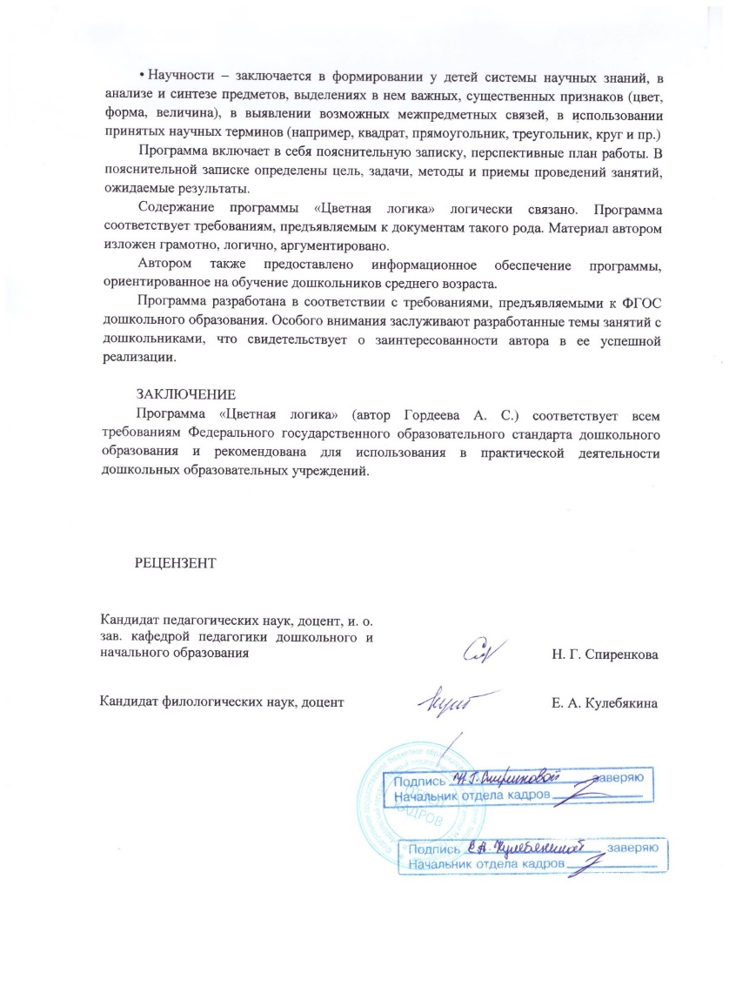 • Научности – заключается в формировании у детей системы научных знаний, в
анализе и синтезе предметов, выделениях в нем важных, существенных признаков (цвет,
форма, величина), в выявлении возможных межпредметных связей, в использовании
принятых научных терминов (например, квадрат, прямоугольник, треугольник, круг и пр.)
Программа включает в себя пояснительную записку, перспективные план работы. В
пояснительной записке определены цель, задачи, методы и приемы проведений занятий,
ожидаемые результаты.
Содержание программы «Цветная логика» логически связано. Программа
соответствует требованиям, предъявляемым к документам такого рода. Материал автором
изложен грамотно, логично, аргументировано.
Автором также предоставлено информационное обеспечение программы,
ориентированное на обучение дошкольников среднего возраста.
Программа разработана в соответствии с требованиями, предъявляемыми к ФГОС
дошкольного образования. Особого внимания заслуживают разработанные темы занятий с
дошкольниками, что свидетельствует о заинтересованности автора в ее успешной
реализации.
ЗАКЛЮЧЕНИЕ
Программа «Цветная логика» (автор Гордеева А. С.) соответствует всем
требованиям Федерального государственного образовательного стандарта дошкольного
образования и рекомендована для использования в практической деятельности
дошкольных образовательных учреждений.
РЕЦЕНЗЕНТ
Кандидат педагогических наук, доцент, и. о.
зав. кафедрой педагогики дошкольного и
начального образования
Н. Г. Спиренкова
Кандидат филологических наук, доцент
Е. А. Кулебякина
Подпись Н.Г. Спиренковой заверяю
Начальник отдела кадров
ОТДЕЛ
КАДРОВ
Подпись Е.А. Кулебякиной заверяю
Начальник отдела кадров